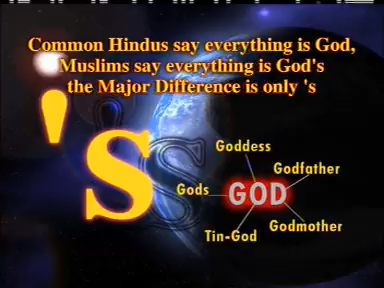 Common Hindus say everything is God,
Muslims say everything is God's
the Major Difference is only 's
's
Goddess
Godfather
Gods
GOD
Tin-God
Godmother